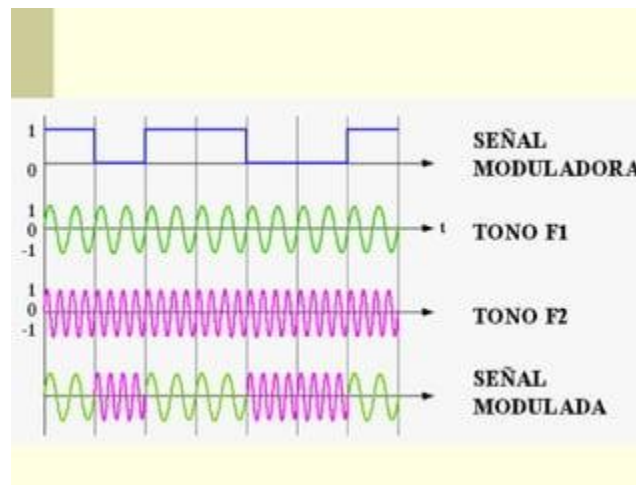 1
0
SEÑAL
MODULADORA
1
0
-1
t
TONO F1
1
0
-1
TONO F2
SEÑAL
MODULADA